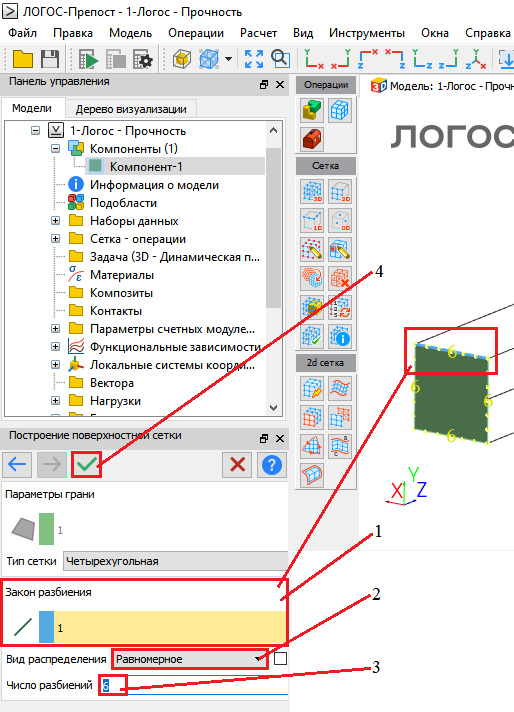 ЛОГОС-Препост - 1-Логос - Прочность
Файл Правка Модель Операции Расчет Вид Инструменты Окна Справка
Панель управления
Модели Дерево визуализации
1-Логос - Прочность
Компоненты (1)
Компонент-1
Информация о модели
Подобласти
Наборы данных
Сетка - операции
Задача (3D - Динамическая п...
Материалы
Композиты
Контакты
Параметры счетных модуле...
Функциональные зависимости
Локальные системы коорди...
Вектора
Нагрузки
Операции
Сетка
2d сетка
Модель: 1-Логос - Прочн
ЛОГОС
4
6
6 6
6
Y
X Z
Построение поверхностной сетки
Параметры грани
1
Тип сетки Четырехугольная
1
Закон разбиения
1
2
Вид распределения Равномерное
3
Число разбиений 6